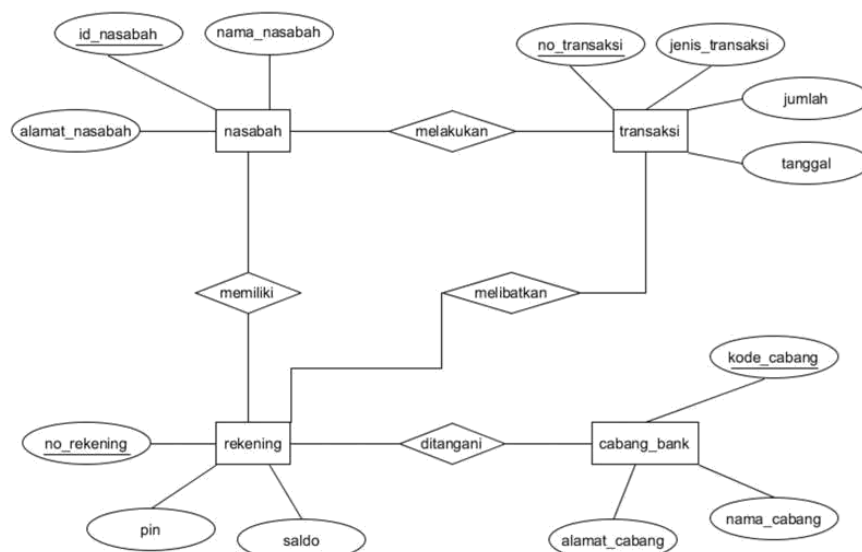 id_nasabah
nama_nasabah
no_transaksi
jenis_transaksi
alamat_nasabah
nasabah
melakukan
transaksi
jumlah
tanggal
memiliki
melibatkan
kode_cabang
no_rekening
rekening
ditangani
cabang_bank
pin
saldo
alamat_cabang
nama_cabang